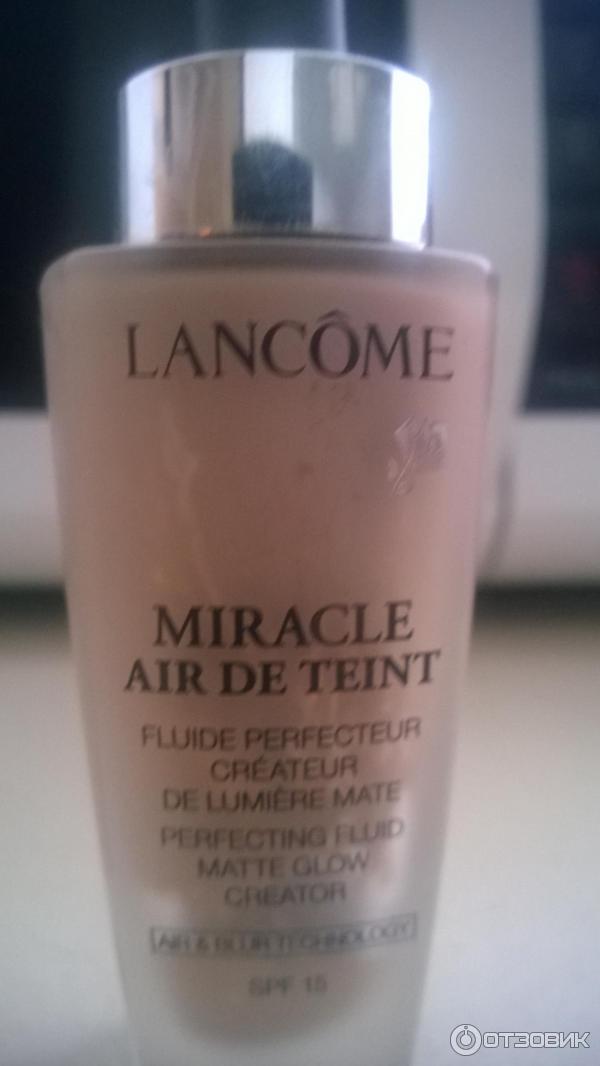 LANCÔME
MIRACLE
AIR DE TEINT
FLUIDE PERFECTEUR
CRÉATEUR
DE LUMIÈRE MATE
PERFECTING FLUID
MATTE GLOW
CREATOR
AIR & BLUR TECHNOLOGY
SPF 15
ОТЗОВИК